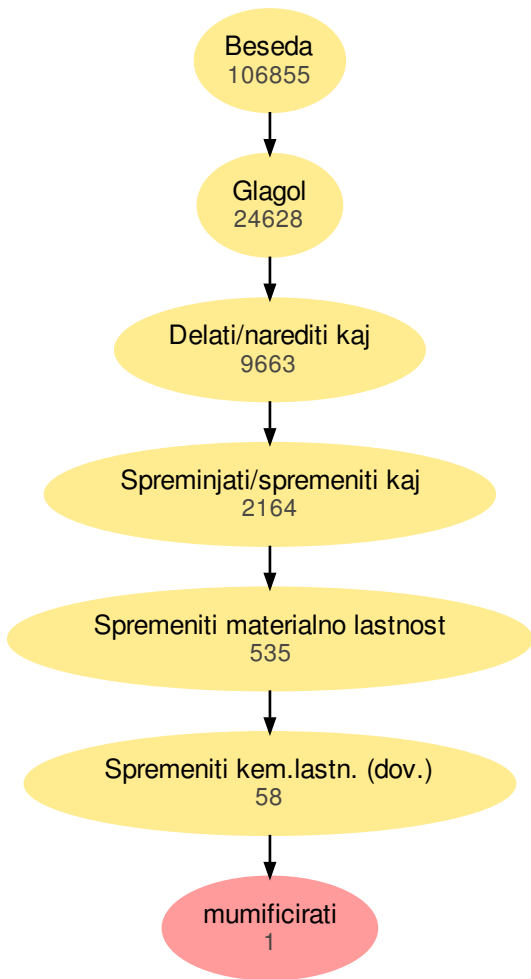 Beseda
106855
Glagol
24628
Delati/narediti kaj
9663
Spreminjati/spremeniti kaj
2164
Spremeniti materialno lastnost
535
Spremeniti kem.lastn. (dov.)
58
mumificirati
1